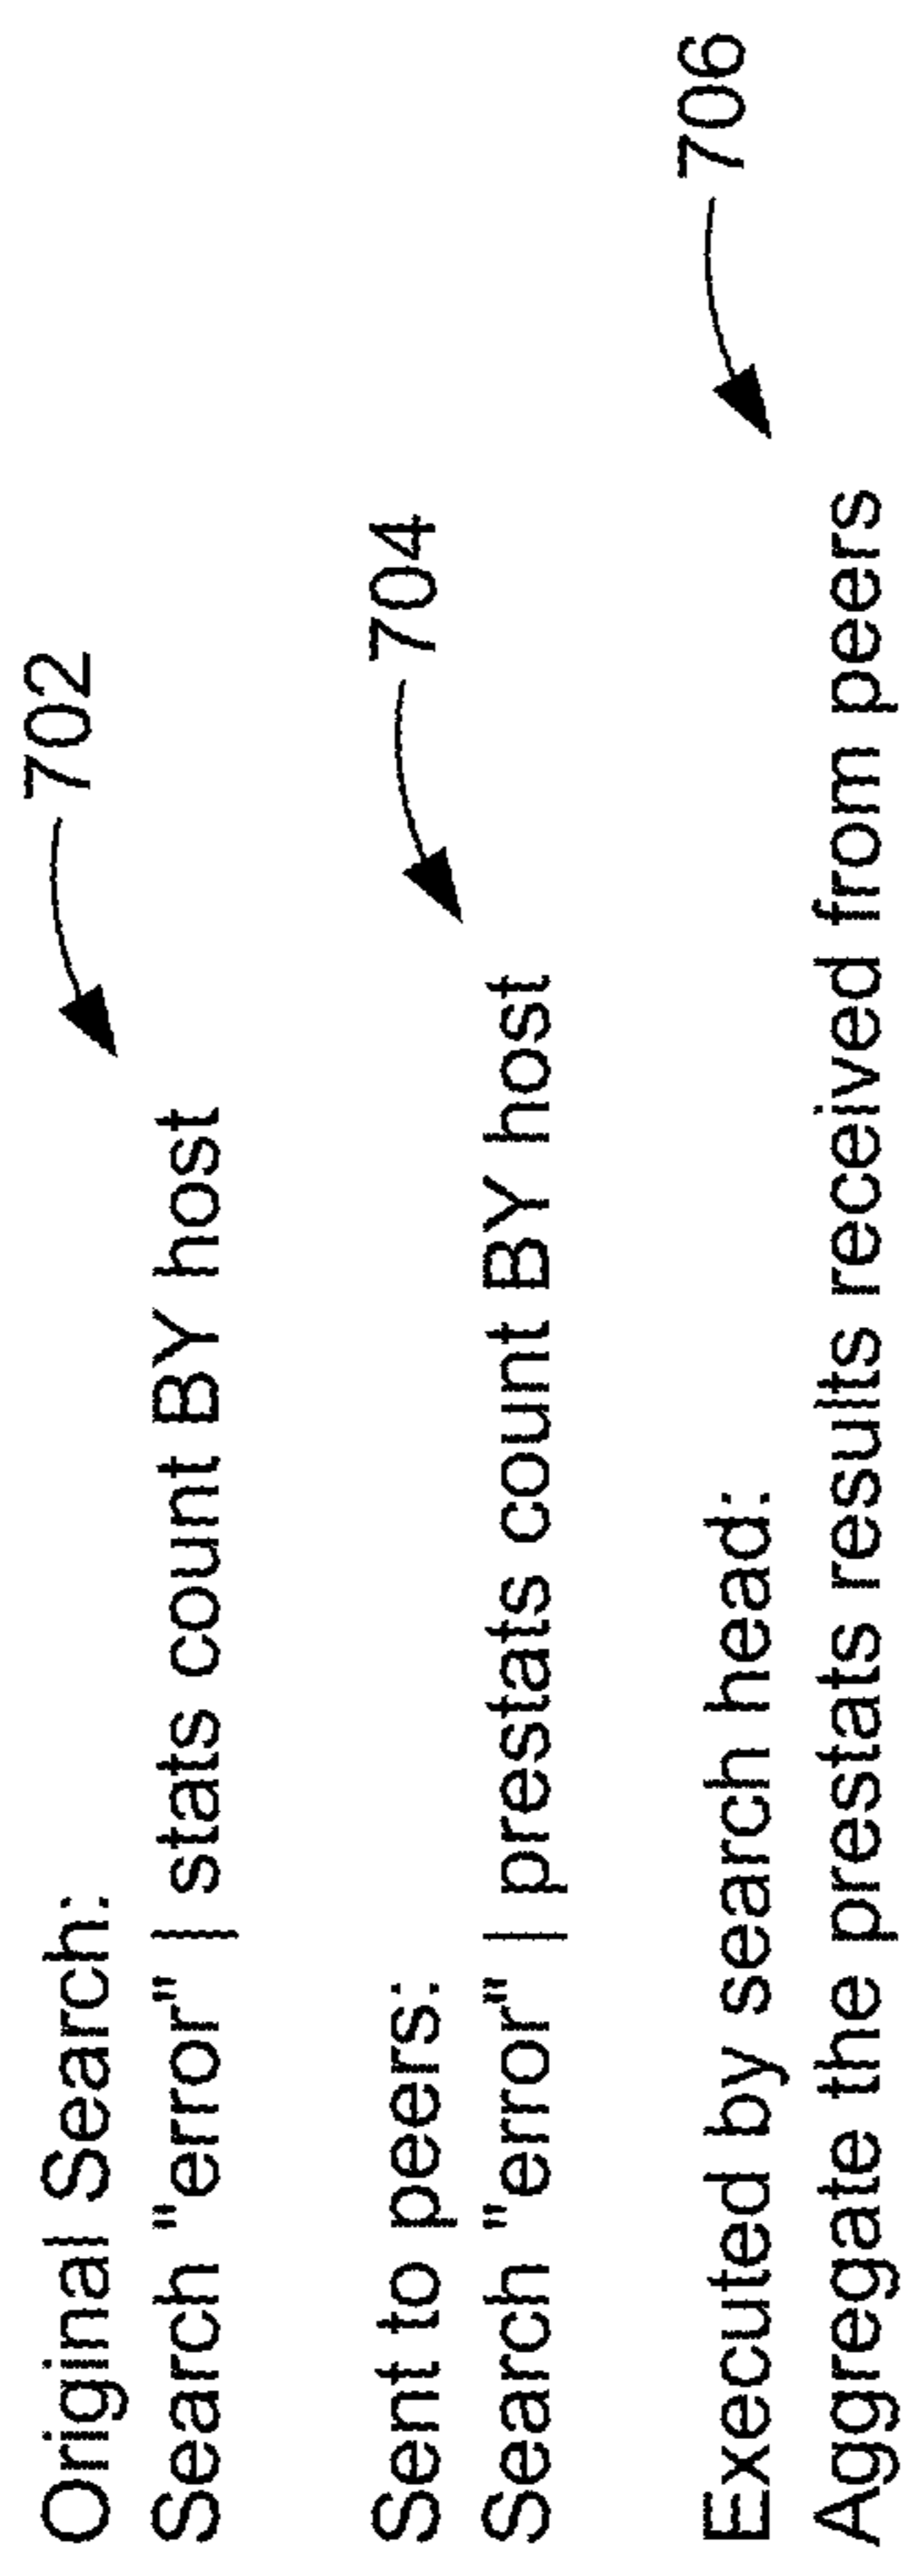 Original Search:
702
Search "error" | stats count BY host
Sent to peers:
704
Search "error" | prestats count BY host
Executed by search head:
706
Aggregate the prestats results received from peers